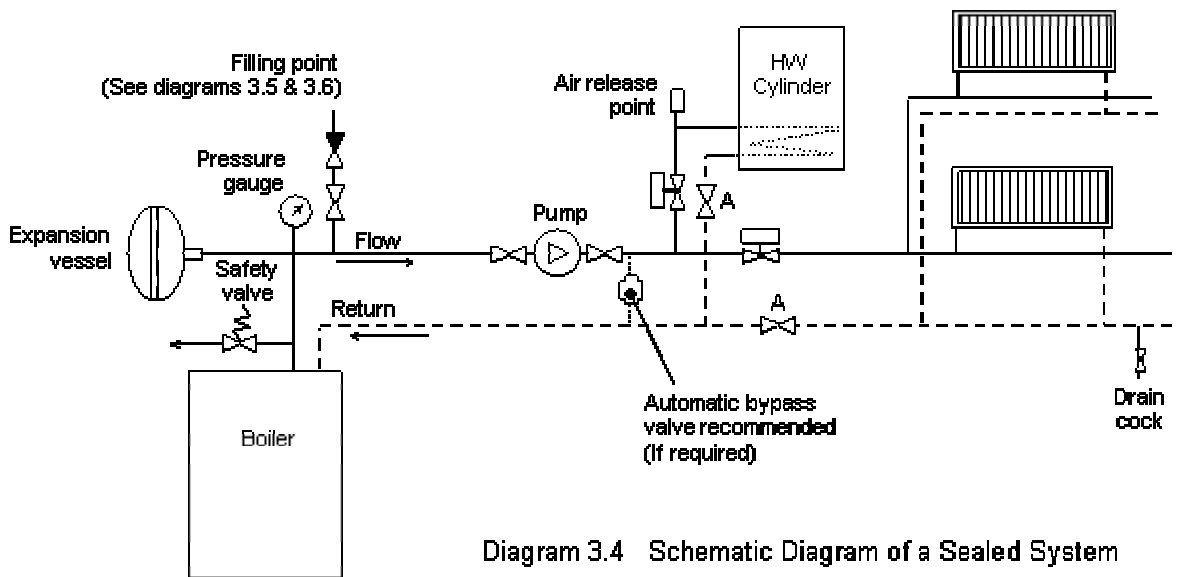 Filling point
(See diagrams 3.5 & 3.6)
Pressure
gauge
Expansion
vessel
Safety
valve
Flow
Return
Boiler
Pump
Air release
point
HW
Cylinder
A
A
Automatic bypass
valve recommended
(If required)
Drain
cock
Diagram 3.4 Schematic Diagram of a Sealed System